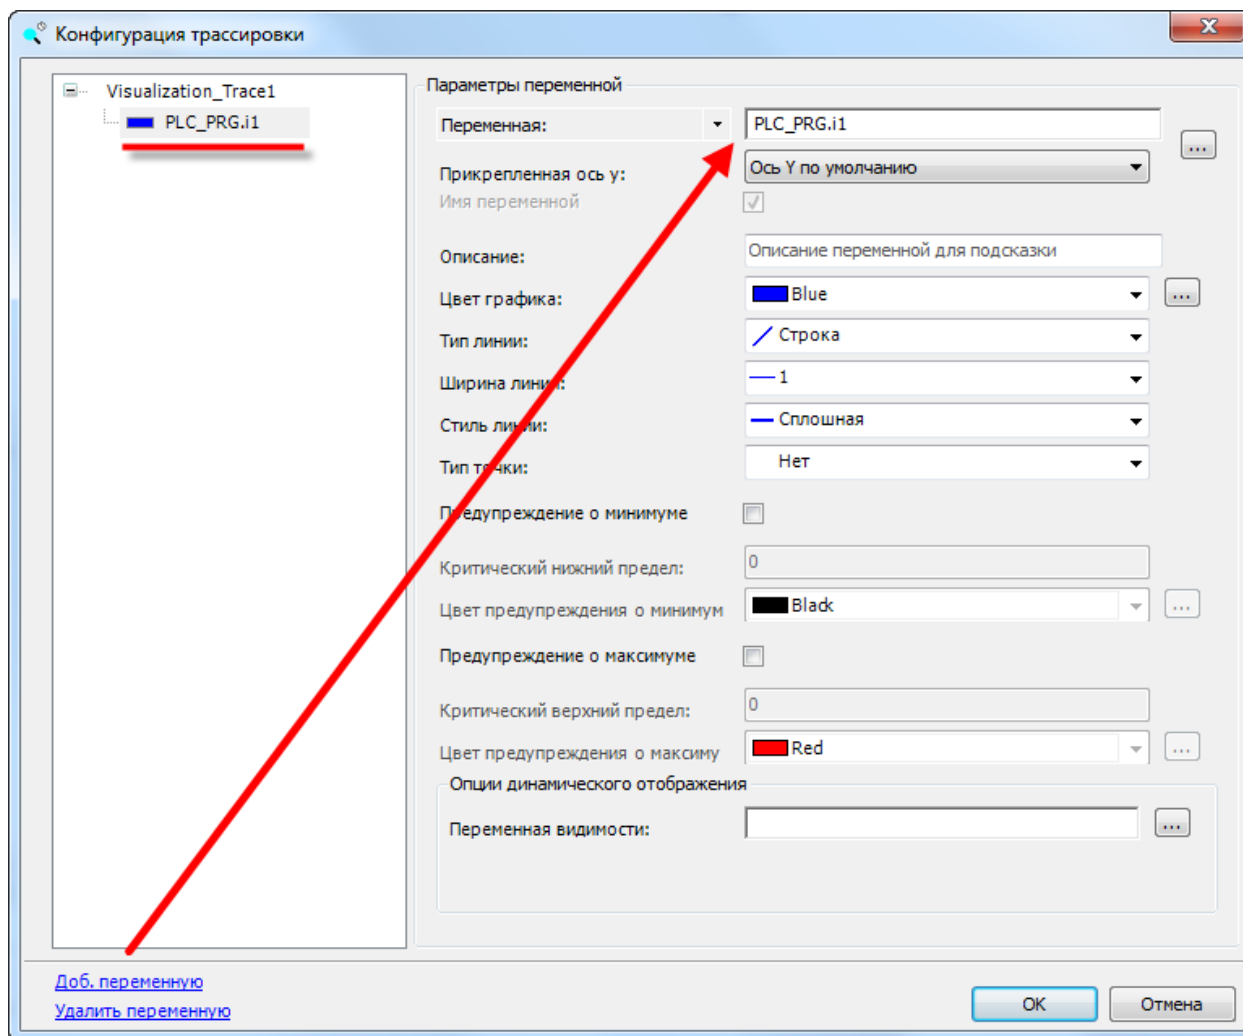 Конфигурация трассировки
Visualization_Trace1
PLC_PRG.i1
Параметры переменной
Переменная: PLC_PRG.i1 ...
Прикрепленная ось y: Ось Y по умолчанию
Имя переменной
Описание: Описание переменной для подсказки
Цвет графика: Blue ...
Тип линии: Строка
Ширина линии: 1
Стиль линии: Сплошная
Тип точки: Нет
Предупреждение о минимуме
Критический нижний предел: 0
Цвет предупреждения о минимум Black ...
Предупреждение о максимуме
Критический верхний предел: 0
Цвет предупреждения о максиму Red ...
Опции динамического отображения
Переменная видимости: ...
Доб. переменную
Удалить переменную
OK Отмена